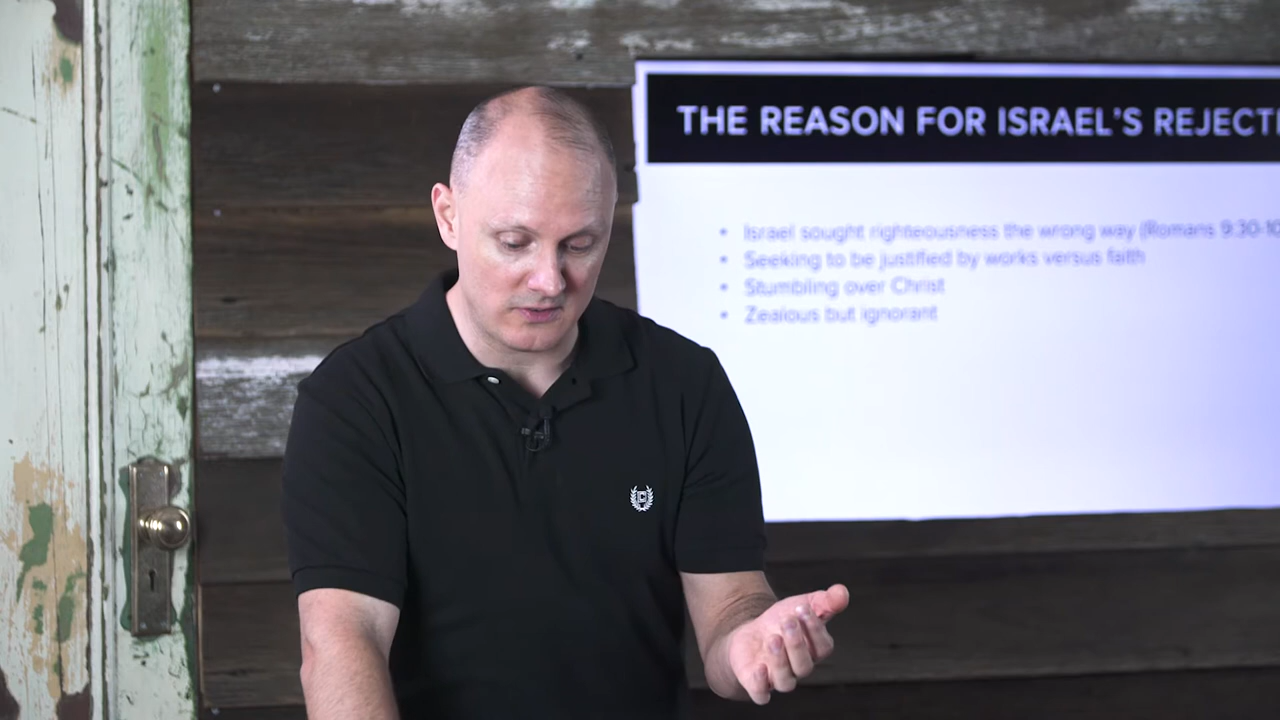 THE REASON FOR ISRAEL'S REJECTI
• Israel sought righteousness the wrong way (Romans 9:30-10
• Seeking to be justified by works versus faith
• Stumbling over Christ
• Zealous but ignorant